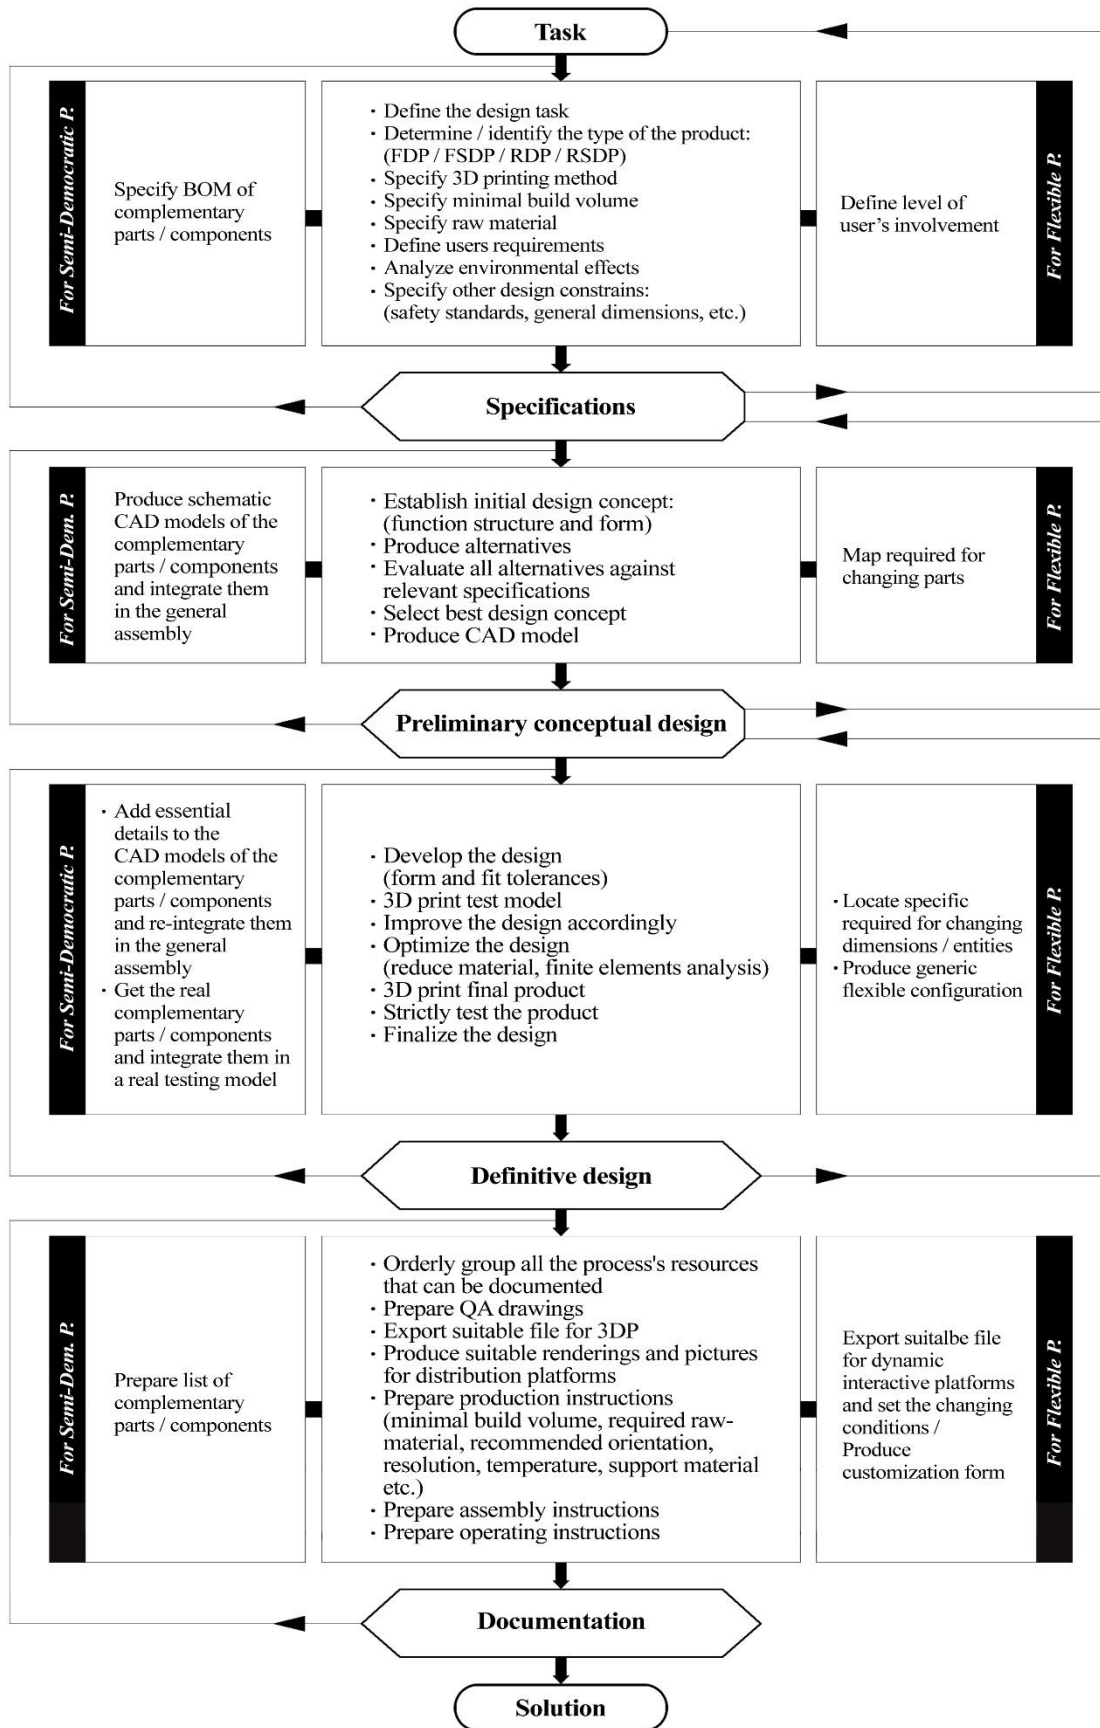 Task
For Semi-Democratic P.
Specify BOM of
complementary
parts / components
· Define the design task
· Determine / identify the type of the product:
(FDP / FSDP / RDP / RSDP)
· Specify 3D printing method
· Specify minimal build volume
· Specify raw material
· Define users requirements
· Analyze environmental effects
· Specify other design constrains:
(safety standards, general dimensions, etc.)
Define level of
user's involvement
For Flexible P.
Specifications
For Semi-Dem. P.
Produce schematic
CAD models of the
complementary
parts / components
and integrate them
in the general
assembly
· Establish initial design concept:
(function structure and form)
· Produce alternatives
· Evaluate all alternatives against
relevant specifications
· Select best design concept
· Produce CAD model
Map required for
changing parts
For Flexible P.
Preliminary conceptual design
For Semi-Democratic P.
· Add essential
details to the
CAD models of the
complementary
parts / components
and re-integrate them
in the general
assembly
· Get the real
complementary
parts / components
and integrate them in
a real testing model
· Develop the design
(form and fit tolerances)
· 3D print test model
· Improve the design accordingly
· Optimize the design
(reduce material, finite elements analysis)
· 3D print final product
· Strictly test the product
· Finalize the design
· Locate specific
required for changing
dimensions / entities
· Produce generic
flexible configuration
For Flexible P.
Definitive design
For Semi-Dem. P.
Prepare list of
complementary
parts / components
· Orderly group all the process's resources
that can be documented
· Prepare QA drawings
· Export suitable file for 3DP
· Produce suitable renderings and pictures
for distribution platforms
· Prepare production instructions
(minimal build volume, required raw-
material, recommended orientation,
resolution, temperature, support material
etc.)
· Prepare assembly instructions
· Prepare operating instructions
Export suitalbe file
for dynamic
interactive platforms
and set the changing
conditions /
Produce
customization form
For Flexible P.
Documentation
Solution